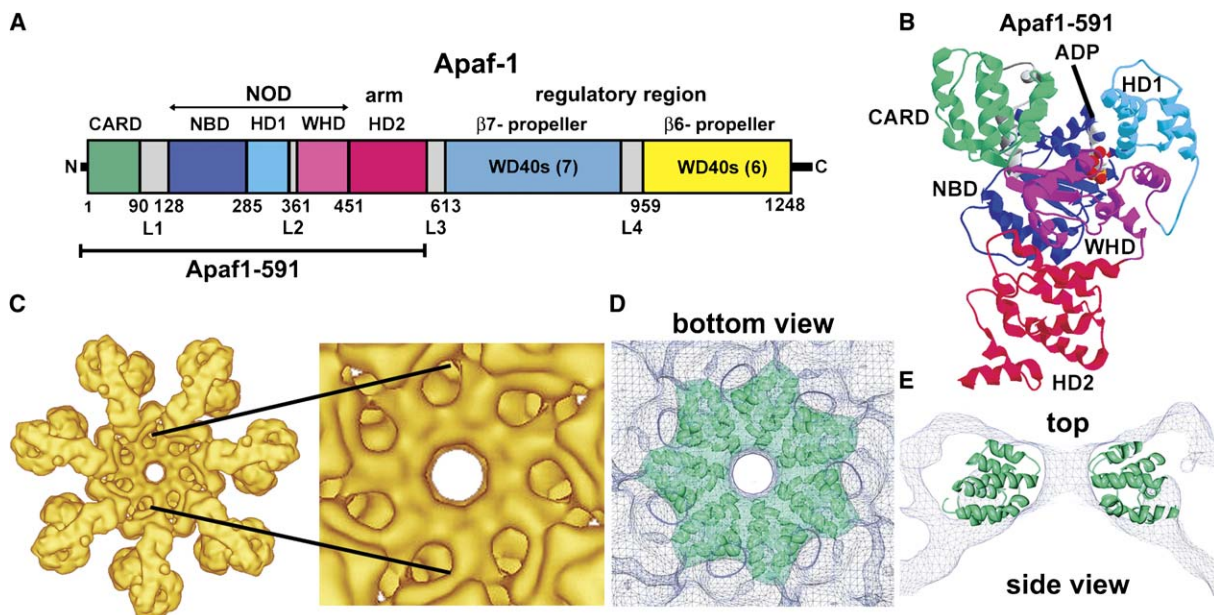 A
Apaf-1
NOD
arm
regulatory region
CARD
NBD
HD1
WHD
HD2
β7- propeller
β6- propeller
N
WD40s (7)
WD40s (6)
C
1
90
128
285
361
451
613
959
1248
L1
L2
L3
L4
Apaf1-591
B
Apaf1-591
ADP
HD1
CARD
NBD
WHD
HD2
C
D
bottom view
E
top
side view